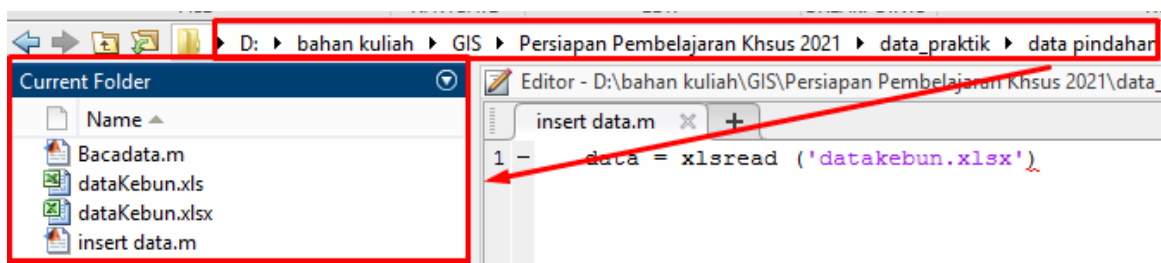 D: ▸ bahan kuliah ▸ GIS ▸ Persiapan Pembelajaran Khsus 2021 ▸ data_praktik ▸ data pindahan
Current Folder
Name
Bacadata.m
dataKebun.xls
dataKebun.xlsx
insert data.m
Editor - D:\bahan kuliah\GIS\Persiapan Pembelajaran Khsus 2021\data_
insert data.m
1 - data = xlsread ('datakebun.xlsx')